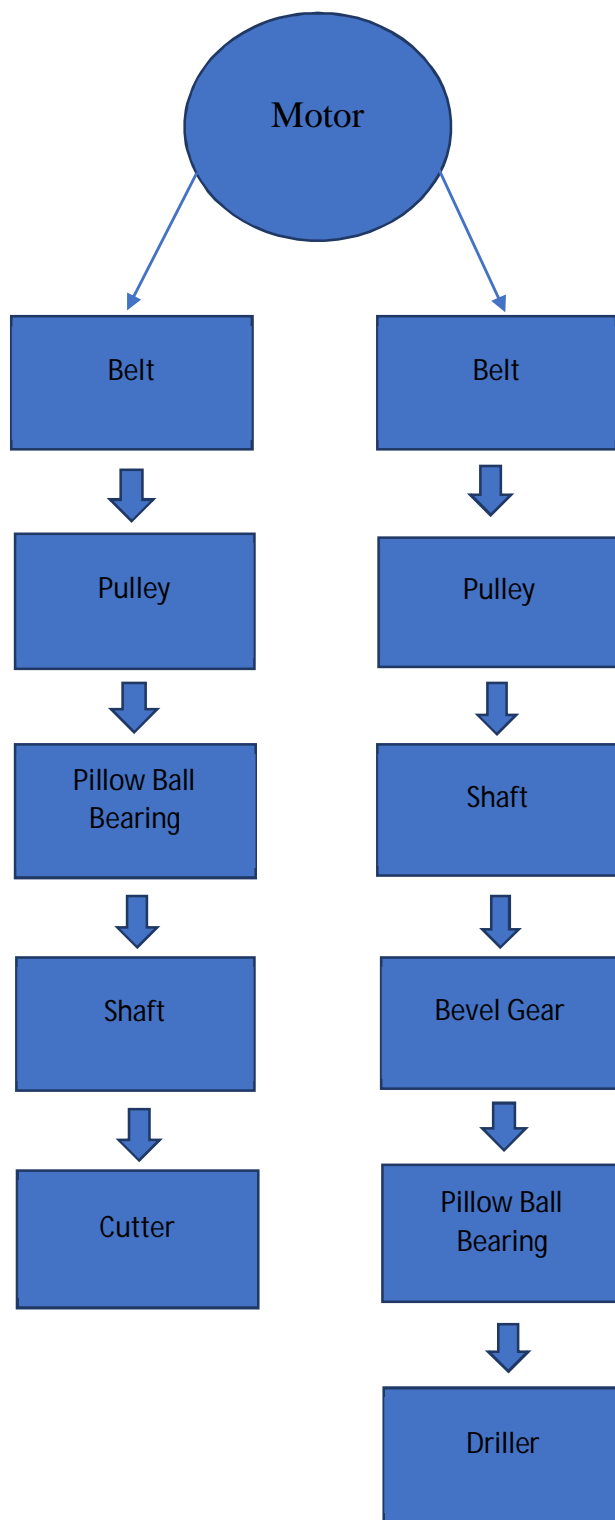 Motor
Belt
Belt
Pulley
Pulley
Pillow Ball
Bearing
Shaft
Shaft
Bevel Gear
Cutter
Pillow Ball
Bearing
Driller